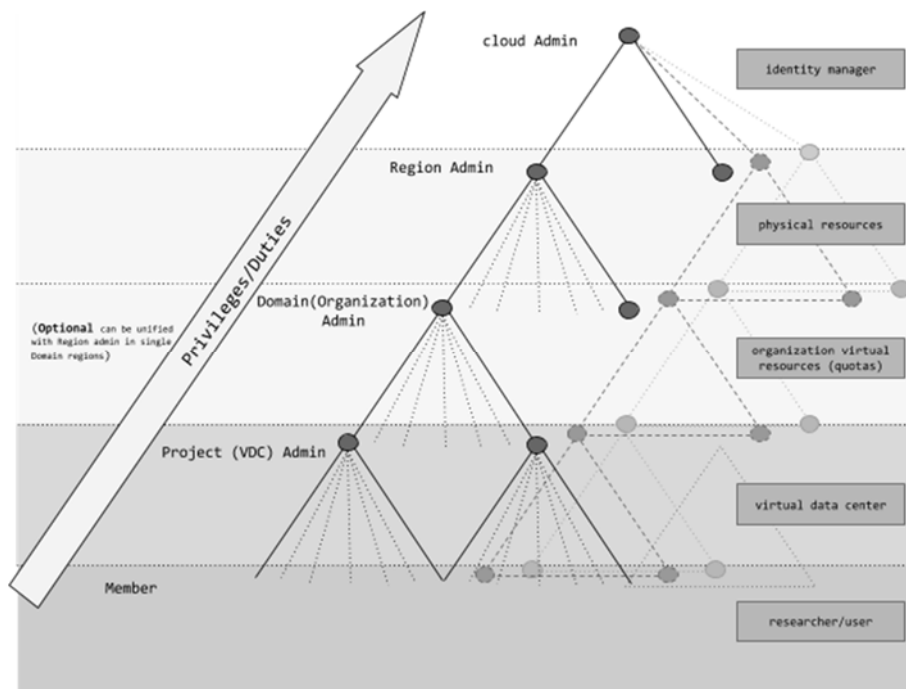 cloud Admin
identity manager
Region Admin
physical resources
Privileges/Duties
Domain(Organization)
Admin
(Optional can be unified
with Region admin in single
Domain regions)
organization virtual
resources (quotas)
Project (VDC) Admin
virtual data center
Member
researcher/user